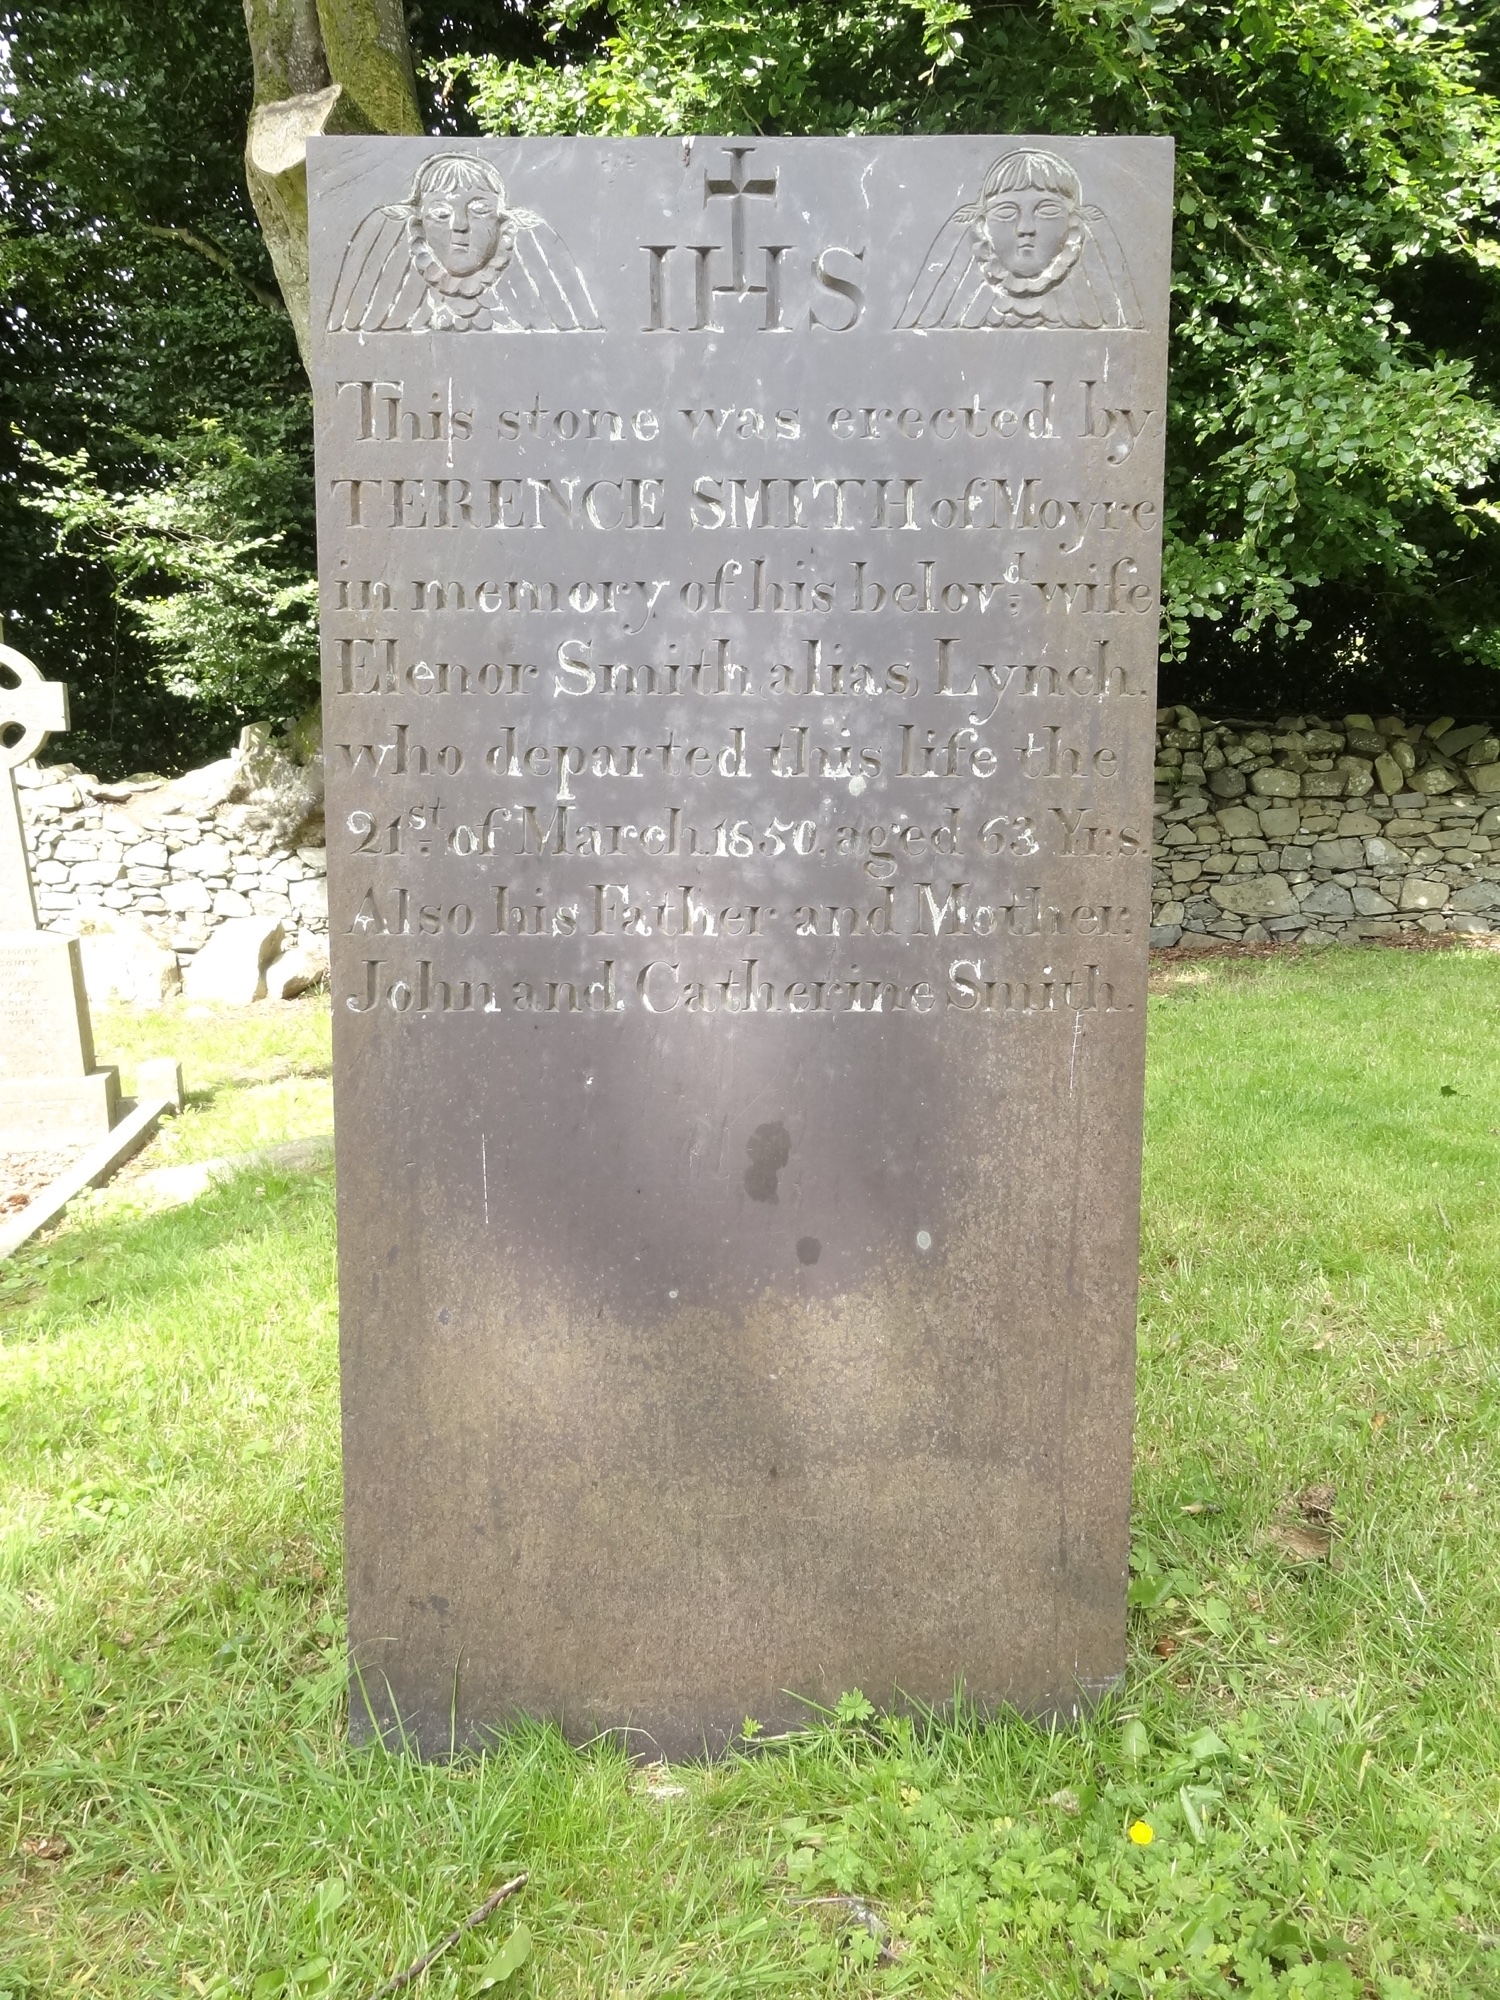 IHS
This stone was erected by
TERENCE SMITH of Moyre
in memory of his belov:d wife
Elenor Smith alias, Lynch,
who departed this life the
21st. of March, 1850, aged 63 Yrs.
Also his Father and Mother,
John and Catherine Smith.